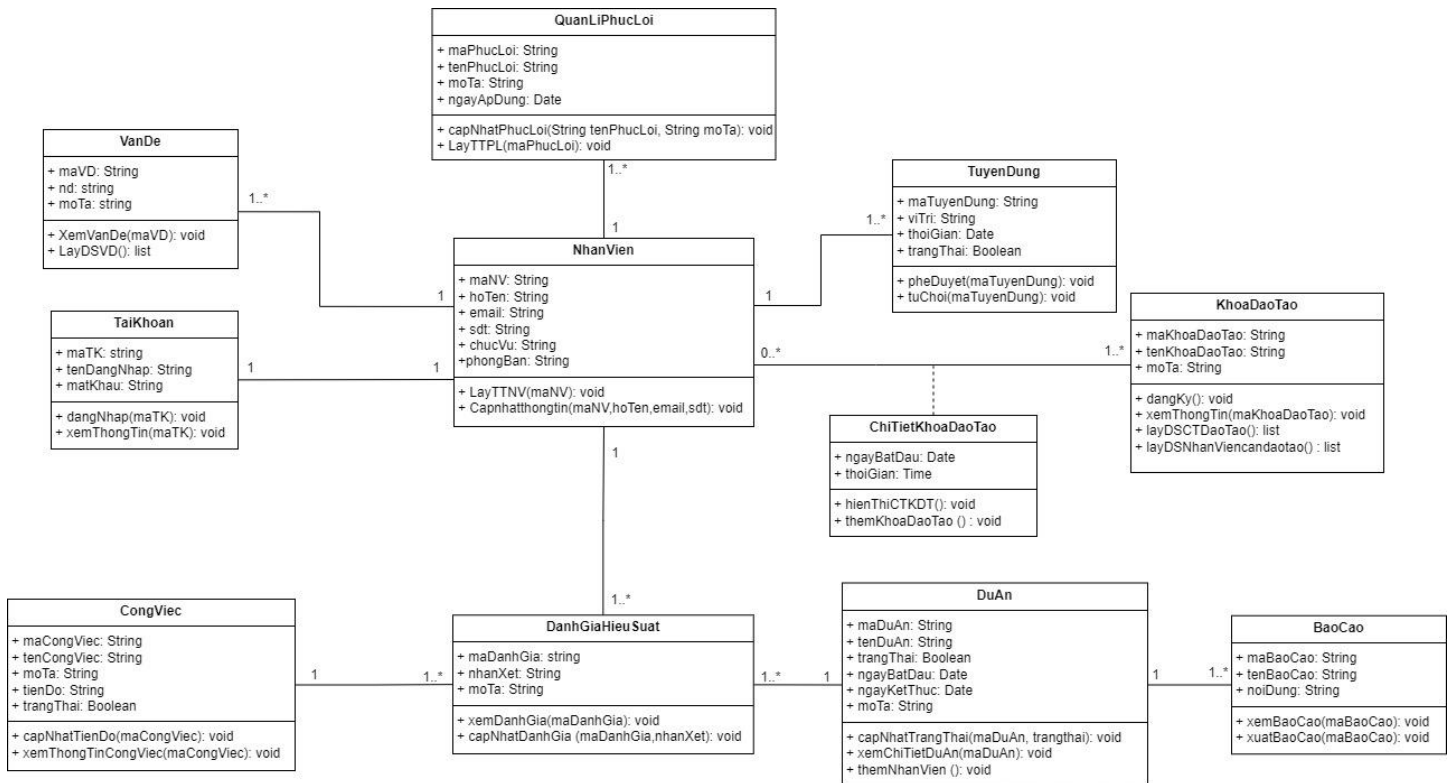 QuanLiPhucLoi
+ maPhucLoi: String
+ tenPhucLoi: String
+ moTa: String
+ ngayApDung: Date
+ capNhatPhucLoi(String tenPhucLoi, String moTa): void
+ LayTTPL(maPhucLoi): void
1..*
1
VanDe
+ maVD: String
+ nd: string
+ moTa: string
+ XemVanDe(maVD): void
+ LayDSVD(): list
1..*
1
TuyenDung
+ maTuyenDung: String
+ viTri: String
+ thoiGian: Date
+ trangThai: Boolean
+ pheDuyet(maTuyenDung): void
+ tuChoi(maTuyenDung): void
1..*
1
NhanVien
+ maNV: String
+ hoTen: String
+ email: String
+ sdt: String
+ chucVu: String
+phongBan: String
+ LayTTNV(maNV): void
+ Capnhatthongtin(maNV,hoTen,email,sdt): void
TaiKhoan
+ maTK: string
+ tenDangNhap: String
+ matKhau: String
+ dangNhap(maTK): void
+ xemThongTin(maTK): void
1
1
0..*
1..*
KhoaDaoTao
+ maKhoaDaoTao: String
+ tenKhoaDaoTao: String
+ moTa: String
+ dangKy(): void
+ xemThongTin(maKhoaDaoTao): void
+ layDSCTDaoTao(): list
+ layDSNhanViencandaotao() : list
ChiTietKhoaDaoTao
+ ngayBatDau: Date
+ thoiGian: Time
+ hienThiCTKDT(): void
+ themKhoaDaoTao () : void
1
1..*
CongViec
+ maCongViec: String
+ tenCongViec: String
+ moTa: String
+ tienDo: String
+ trangThai: Boolean
+ capNhatTienDo(maCongViec): void
+ xemThongTinCongViec(maCongViec): void
1
1..*
DanhGiaHieuSuat
+ maDanhGia: string
+ nhanXet: String
+ moTa: String
+ xemDanhGia(maDanhGia): void
+ capNhatDanhGia (maDanhGia,nhanXet): void
1..*
1
DuAn
+ maDuAn: String
+ tenDuAn: String
+ trangThai: Boolean
+ ngayBatDau: Date
+ ngayKetThuc: Date
+ moTa: String
+ capNhatTrangThai(maDuAn, trangthai): void
+ xemChiTietDuAn(maDuAn): void
+ themNhanVien (): void
1
1..*
BaoCao
+ maBaoCao: String
+ tenBaoCao: String
+ noiDung: String
+ xemBaoCao(maBaoCao): void
+ xuatBaoCao(maBaoCao): void